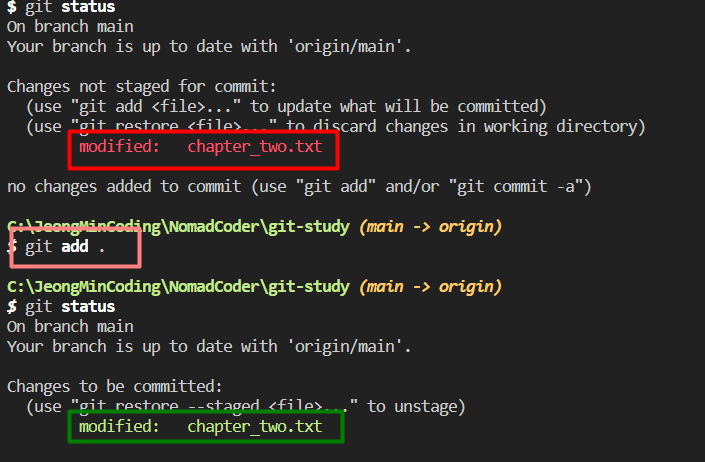 $ git status
On branch main
Your branch is up to date with 'origin/main'.
Changes not staged for commit:
(use "git add <file>..." to update what will be committed)
(use "git restore <file>..." to discard changes in working directory)
modified: chapter_two.txt
no changes added to commit (use "git add" and/or "git commit -a")
C:\JeongMinCoding\NomadCoder\git-study (main -> origin)
$ git add .
C:\JeongMinCoding\NomadCoder\git-study (main -> origin)
$ git status
On branch main
Your branch is up to date with 'origin/main'.
Changes to be committed:
(use "git restore --staged <file>..." to unstage)
modified: chapter_two.txt